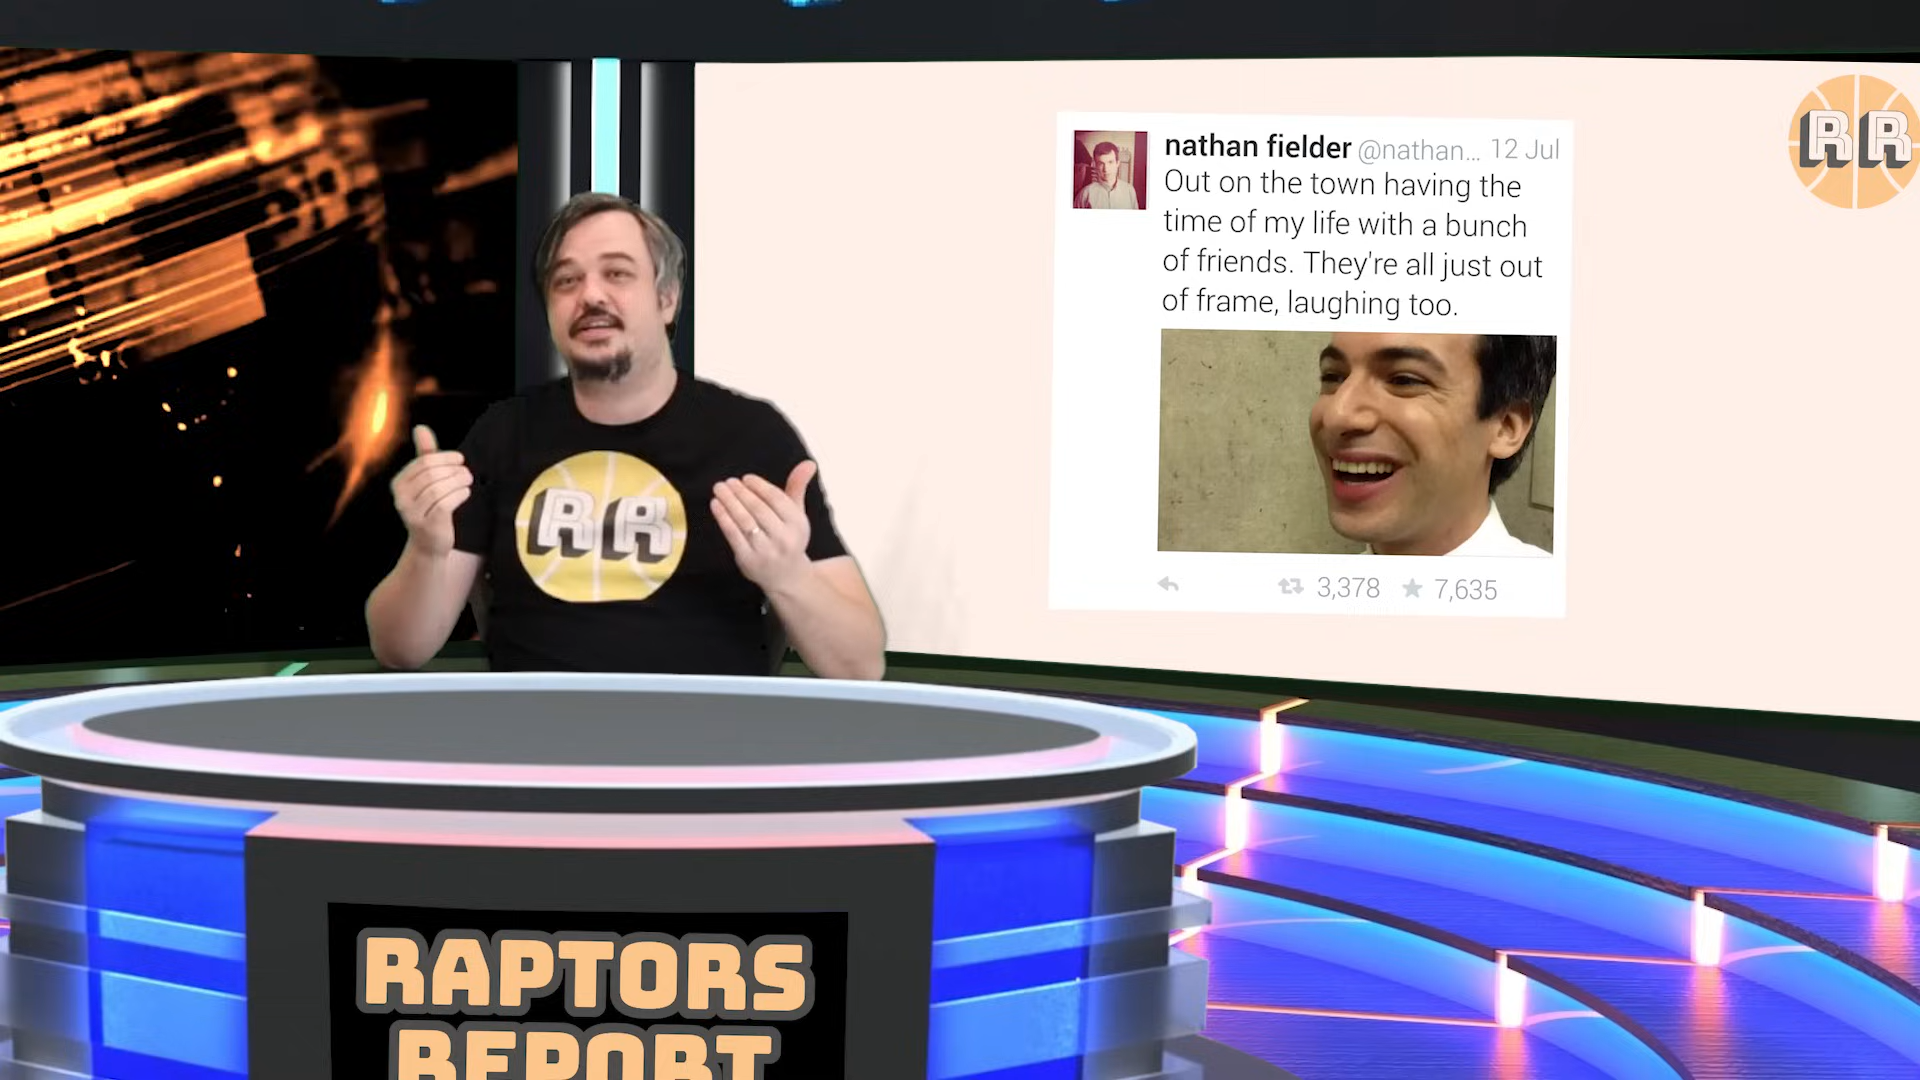 nathan fielder @nathan... 12 Jul
Out on the town having the
time of my life with a bunch
of friends. They're all just out
of frame, laughing too.
3,378 7,635
RR
RR
RAPTORS
REPORT